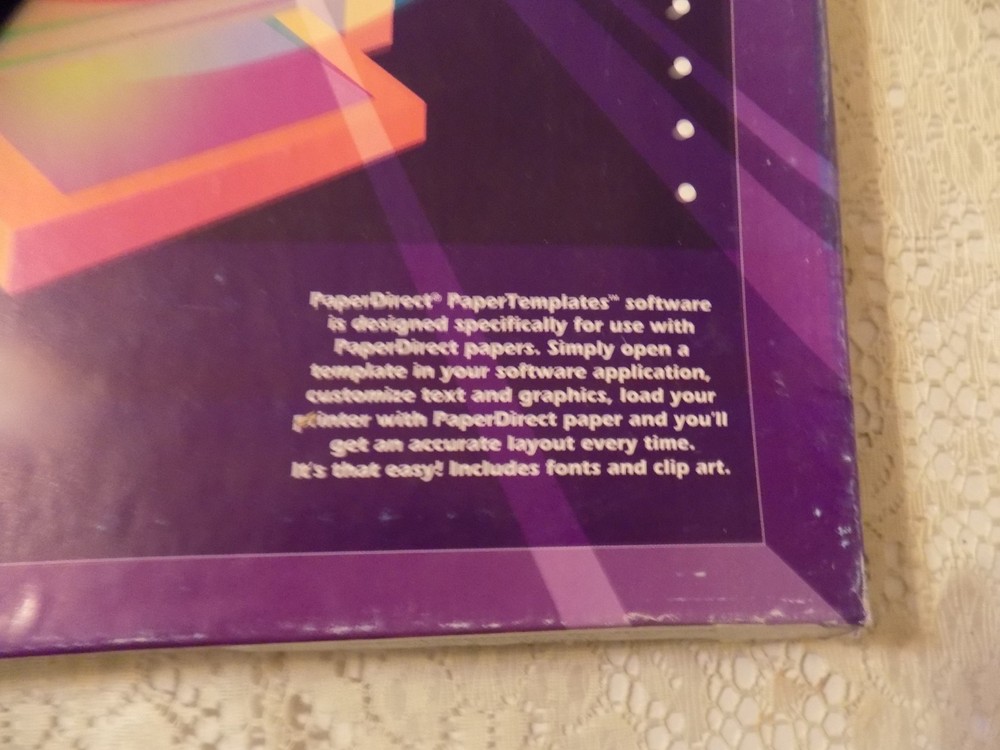 PaperDirect® PaperTemplates™ software
is designed specifically for use with
PaperDirect papers. Simply open a
template in your software application,
customize text and graphics, load your
printer with PaperDirect paper and you'll
get an accurate layout every time.
It's that easy! Includes fonts and clip art.